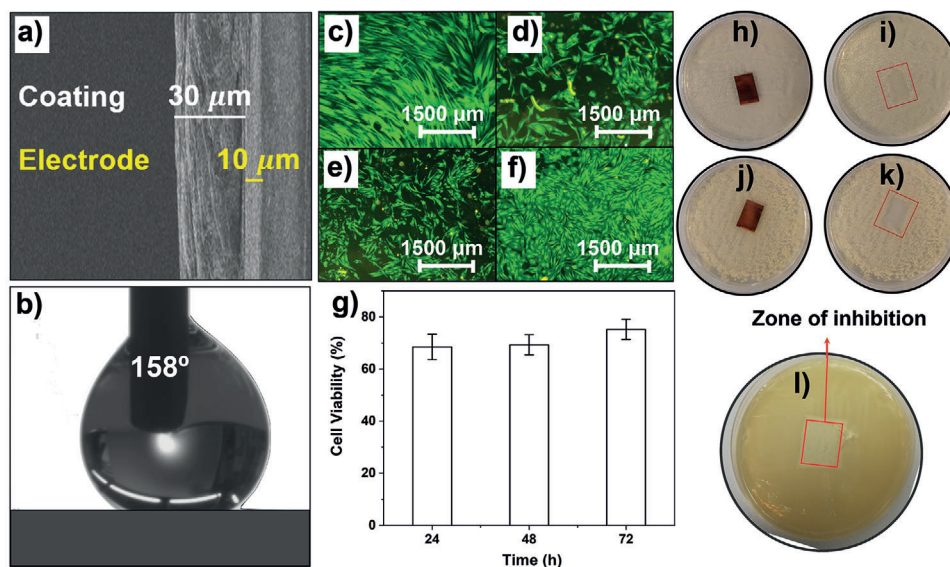 a)
Coating 30 μm
Electrode 10 μm
b)
158º
c)
1500 μm
d)
1500 μm
e)
1500 μm
f)
1500 μm
g)
Cell Viability (%)
80
60
40
20
0
24 48 72
Time (h)
h)
i)
j)
k)
Zone of inhibition
l)